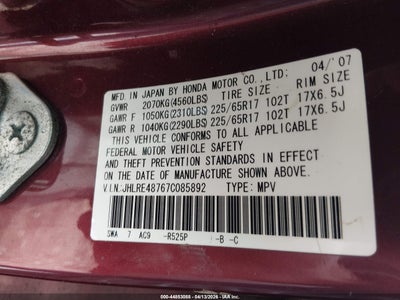 MFD. IN JAPAN BY HONDA MOTOR CO., LTD: 04/'07
GVWR 2070KG(4560LBS) TIRE SIZE RIM SIZE
GAWR F 1050KG(2310LBS) 225/65R17 102T 17X6.5J
GAWR R 1040KG(2290LBS) 225/65R17 102T 17X6.5J
THIS VEHICLE CONFORMS TO ALL APPLICABLE
FEDERAL MOTOR VEHICLE SAFETY
AND THEFT PREVENTION STANDARDS IN EFFECT
ON THE DATE OF MANUFACTURE SHOWN ABOVE.
V.I.N:JHLRE48767C085892 TYPE: MPV
SWA 7 AC9 -R525P -B -C
© IAA - 44853088 - 04/13/2026 - IAAI.com